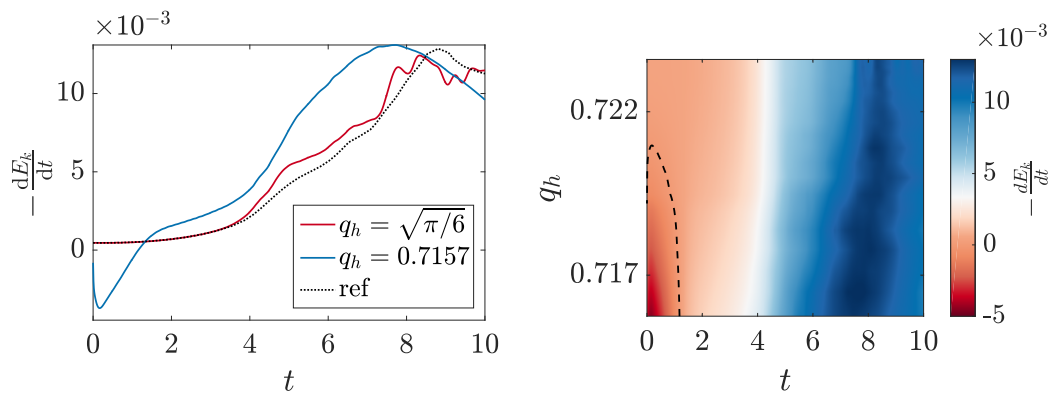 ×10⁻³
10
5
0
− dE_k/dt
0 2 4 6 8 10
t
q_h = √π/6
q_h = 0.7157
ref
0.722
0.717
q_h
0 2 4 6 8 10
t
×10⁻³
10
5
0
-5
− dE_k/dt